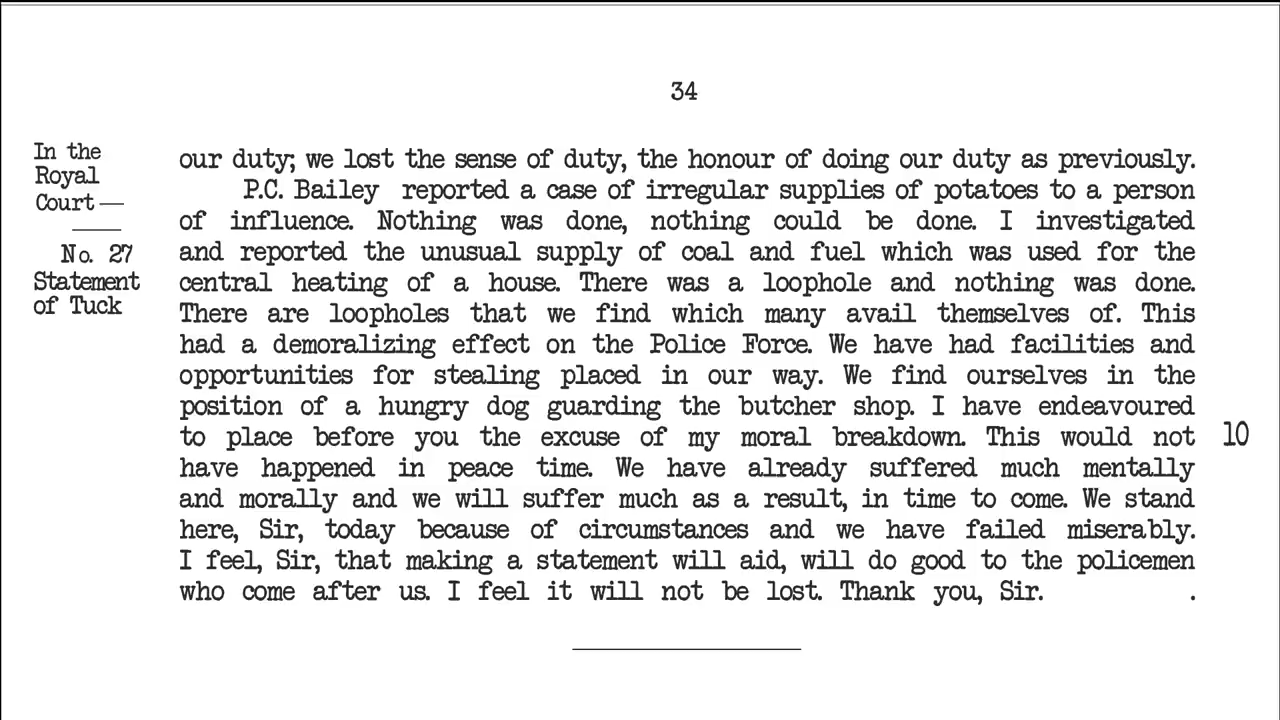 34
In the
Royal
Court —
No. 27
Statement
of Tuck
our duty; we lost the sense of duty, the honour of doing our duty as previously.
P.C. Bailey reported a case of irregular supplies of potatoes to a person
of influence. Nothing was done, nothing could be done. I investigated
and reported the unusual supply of coal and fuel which was used for the
central heating of a house. There was a loophole and nothing was done.
There are loopholes that we find which many avail themselves of. This
had a demoralizing effect on the Police Force. We have had facilities and
opportunities for stealing placed in our way. We find ourselves in the
position of a hungry dog guarding the butcher shop. I have endeavoured
to place before you the excuse of my moral breakdown. This would not 10
have happened in peace time. We have already suffered much mentally
and morally and we will suffer much as a result, in time to come. We stand
here, Sir, today because of circumstances and we have failed miserably.
I feel, Sir, that making a statement will aid, will do good to the policemen
who come after us. I feel it will not be lost. Thank you, Sir. .